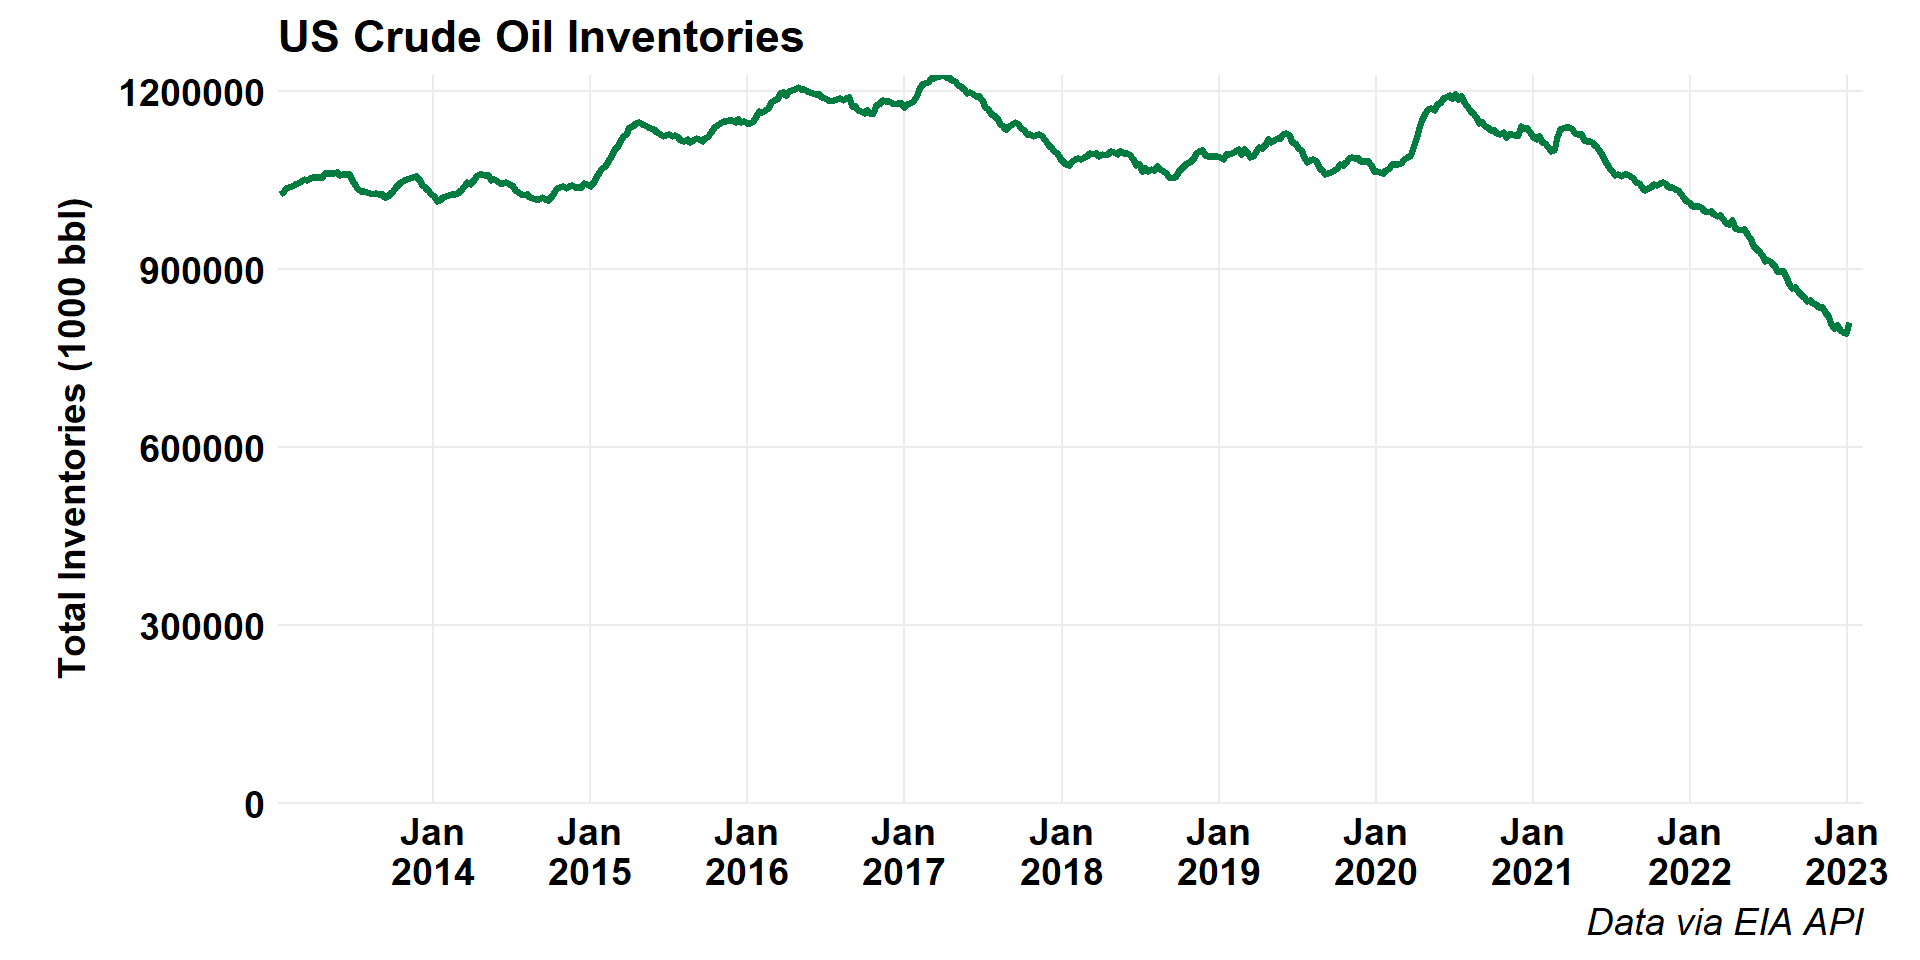 US Crude Oil Inventories
Total Inventories (1000 bbl)
1200000
900000
600000
300000
0
Jan Jan Jan Jan Jan Jan Jan Jan Jan Jan
2014 2015 2016 2017 2018 2019 2020 2021 2022 2023
Data via EIA API